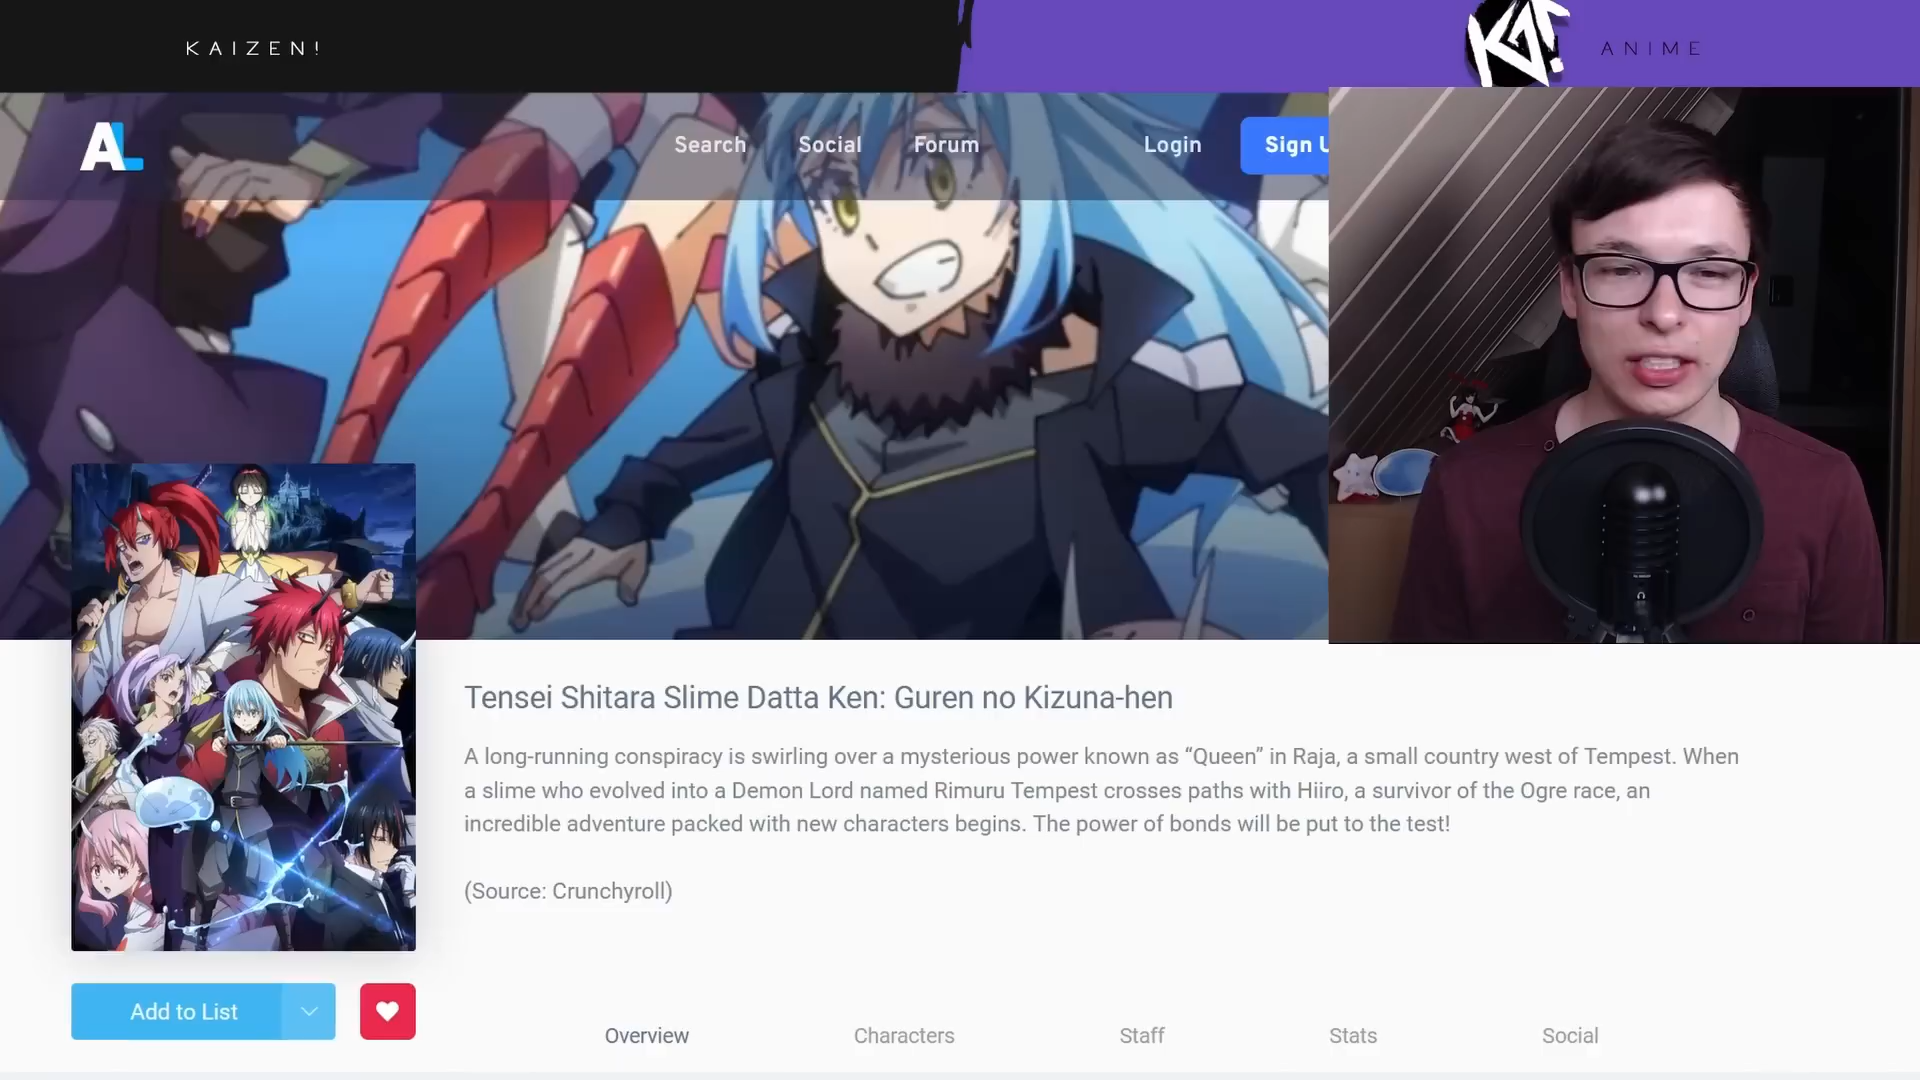 KAIZEN!
KA!
ANIME
AL
Search
Social
Forum
Login
Sign U
Tensei Shitara Slime Datta Ken: Guren no Kizuna-hen
A long-running conspiracy is swirling over a mysterious power known as “Queen” in Raja, a small country west of Tempest. When
a slime who evolved into a Demon Lord named Rimuru Tempest crosses paths with Hiiro, a survivor of the Ogre race, an
incredible adventure packed with new characters begins. The power of bonds will be put to the test!
(Source: Crunchyroll)
Add to List
Overview
Characters
Staff
Stats
Social